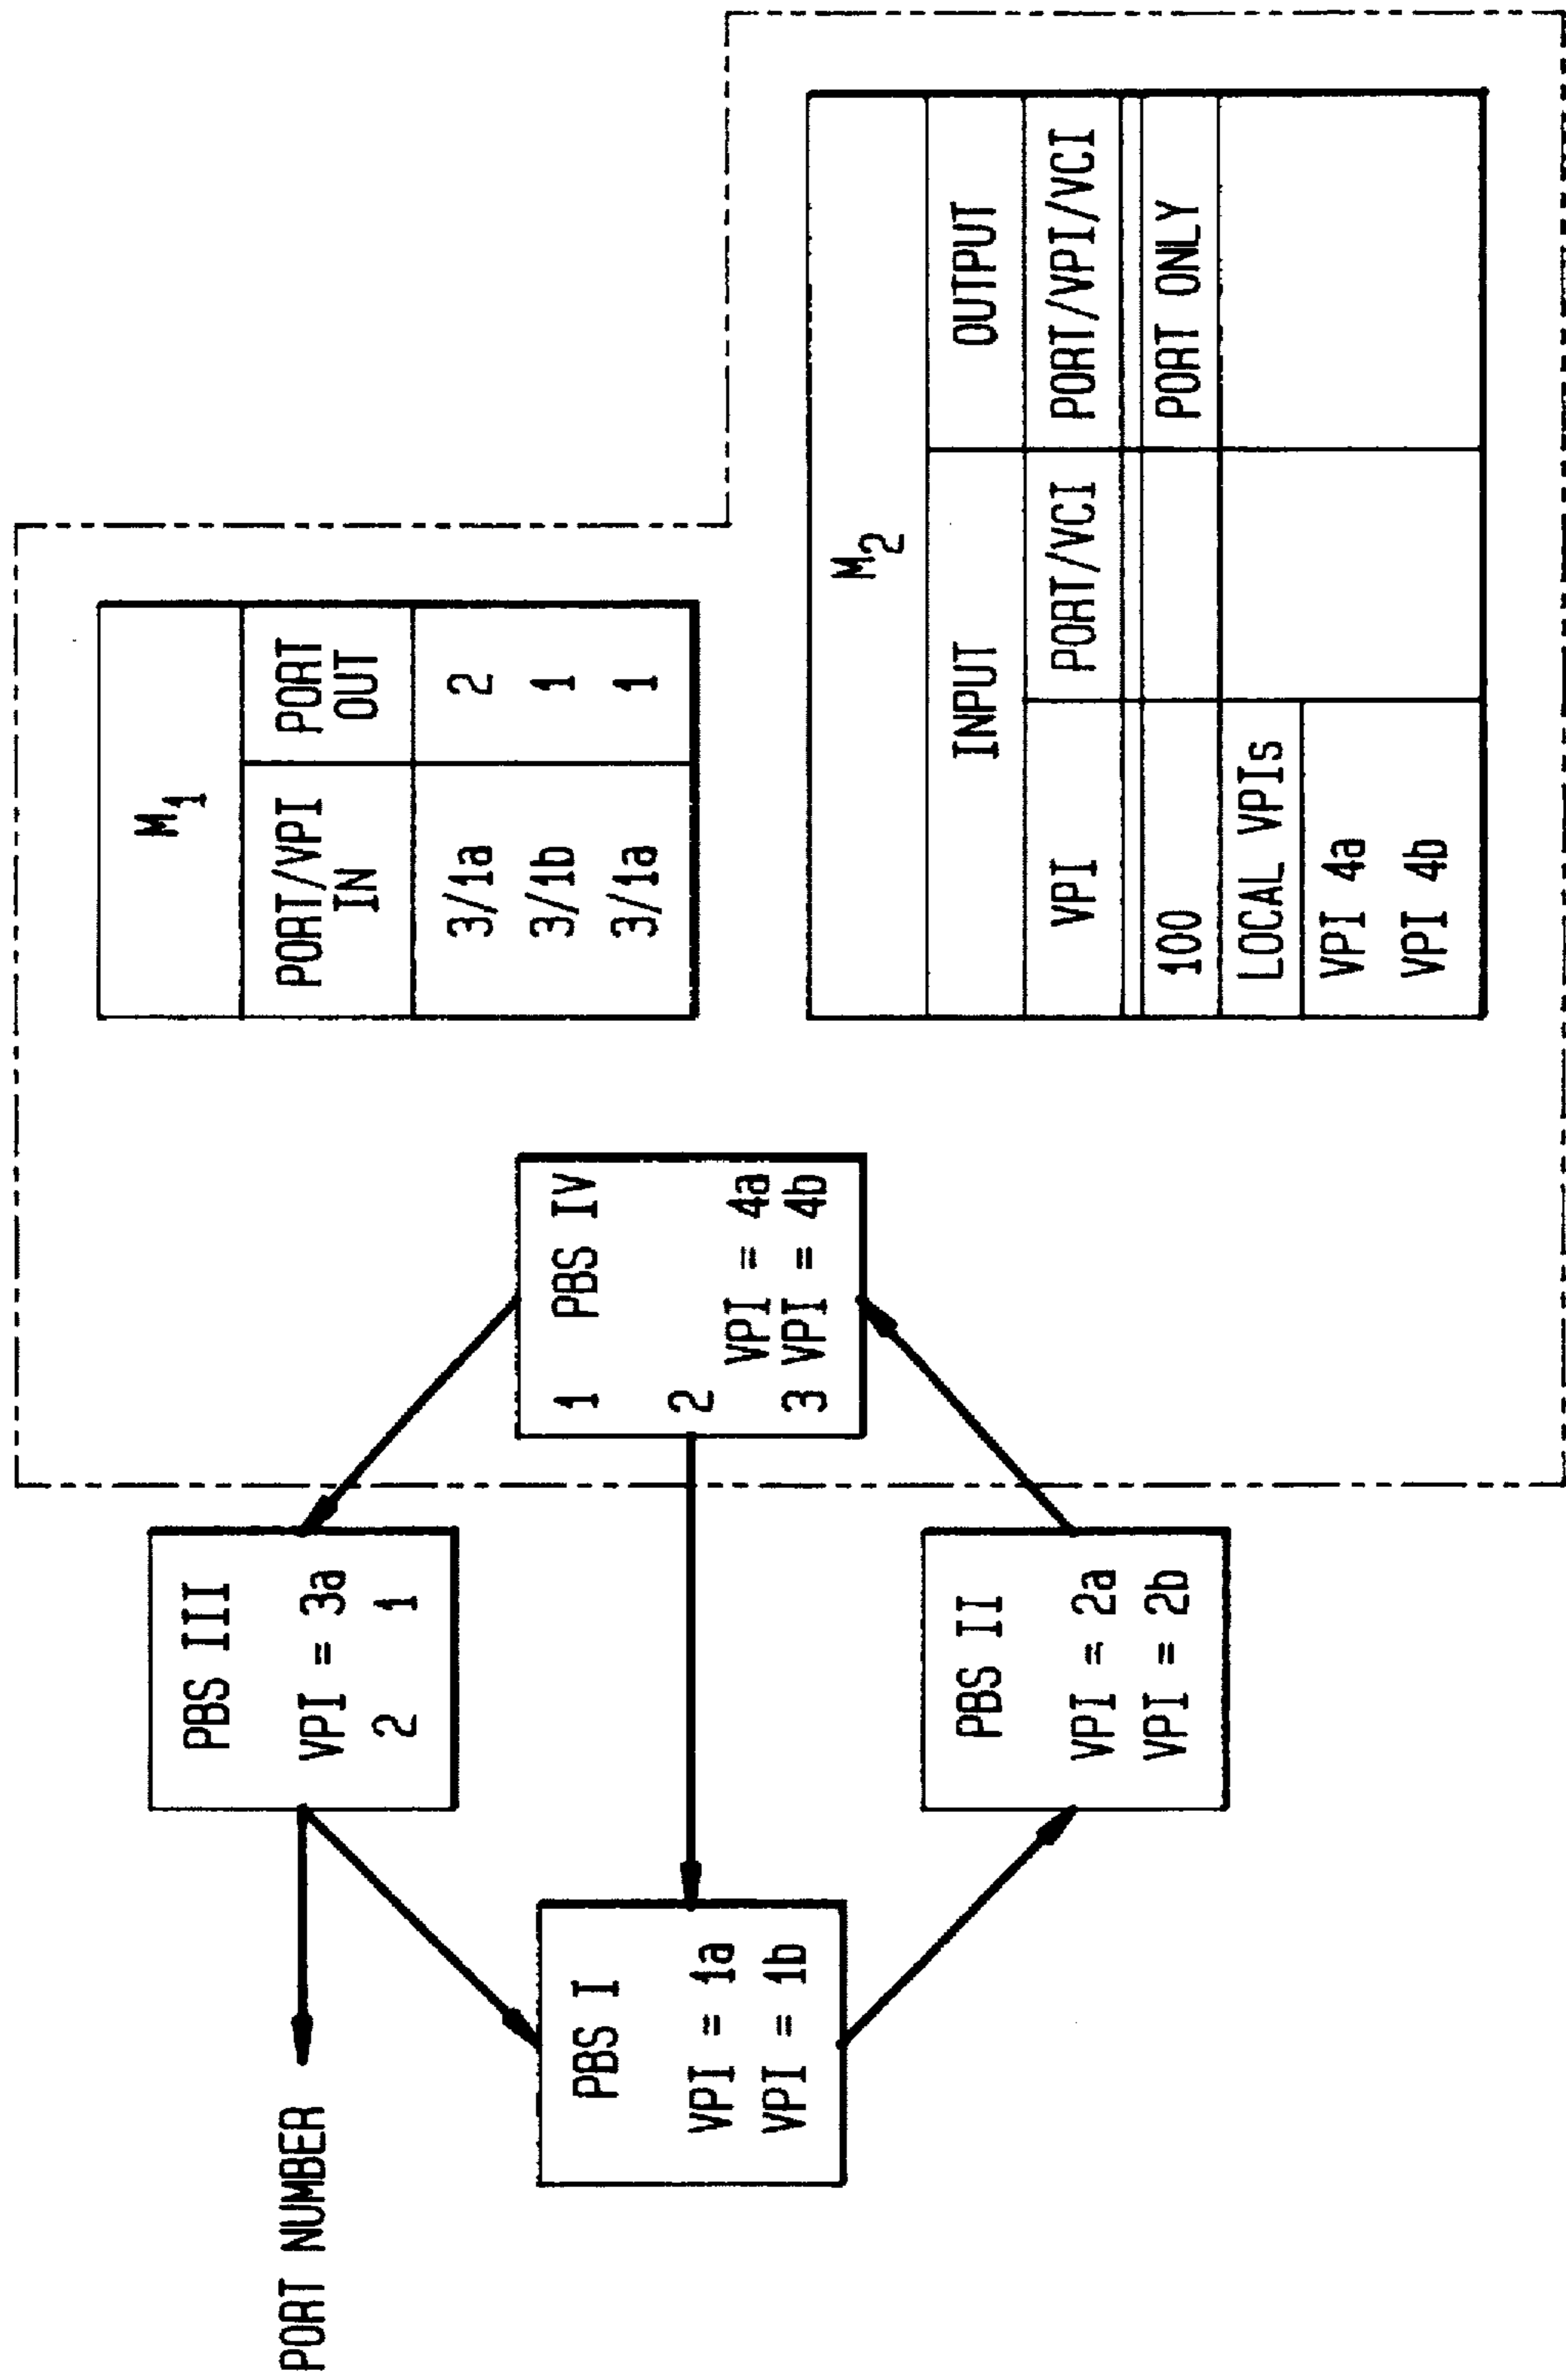 PORT NUMBER
PBS III
VPI = 3a
2 1
PBS I
VPI = 1a
VPI = 1b
PBS II
VPI = 2a
VPI = 2b
1 PBS IV
2
VPI = 4a
3 VPI = 4b
M1
PORT/VPI IN PORT OUT
3/1a 2
3/1b 1
3/1a 1
M2
INPUT OUTPUT
VPI PORT/VCI PORT/VPI/VCI
100 PORT ONLY
LOCAL VPIs
VPI 4a
VPI 4b